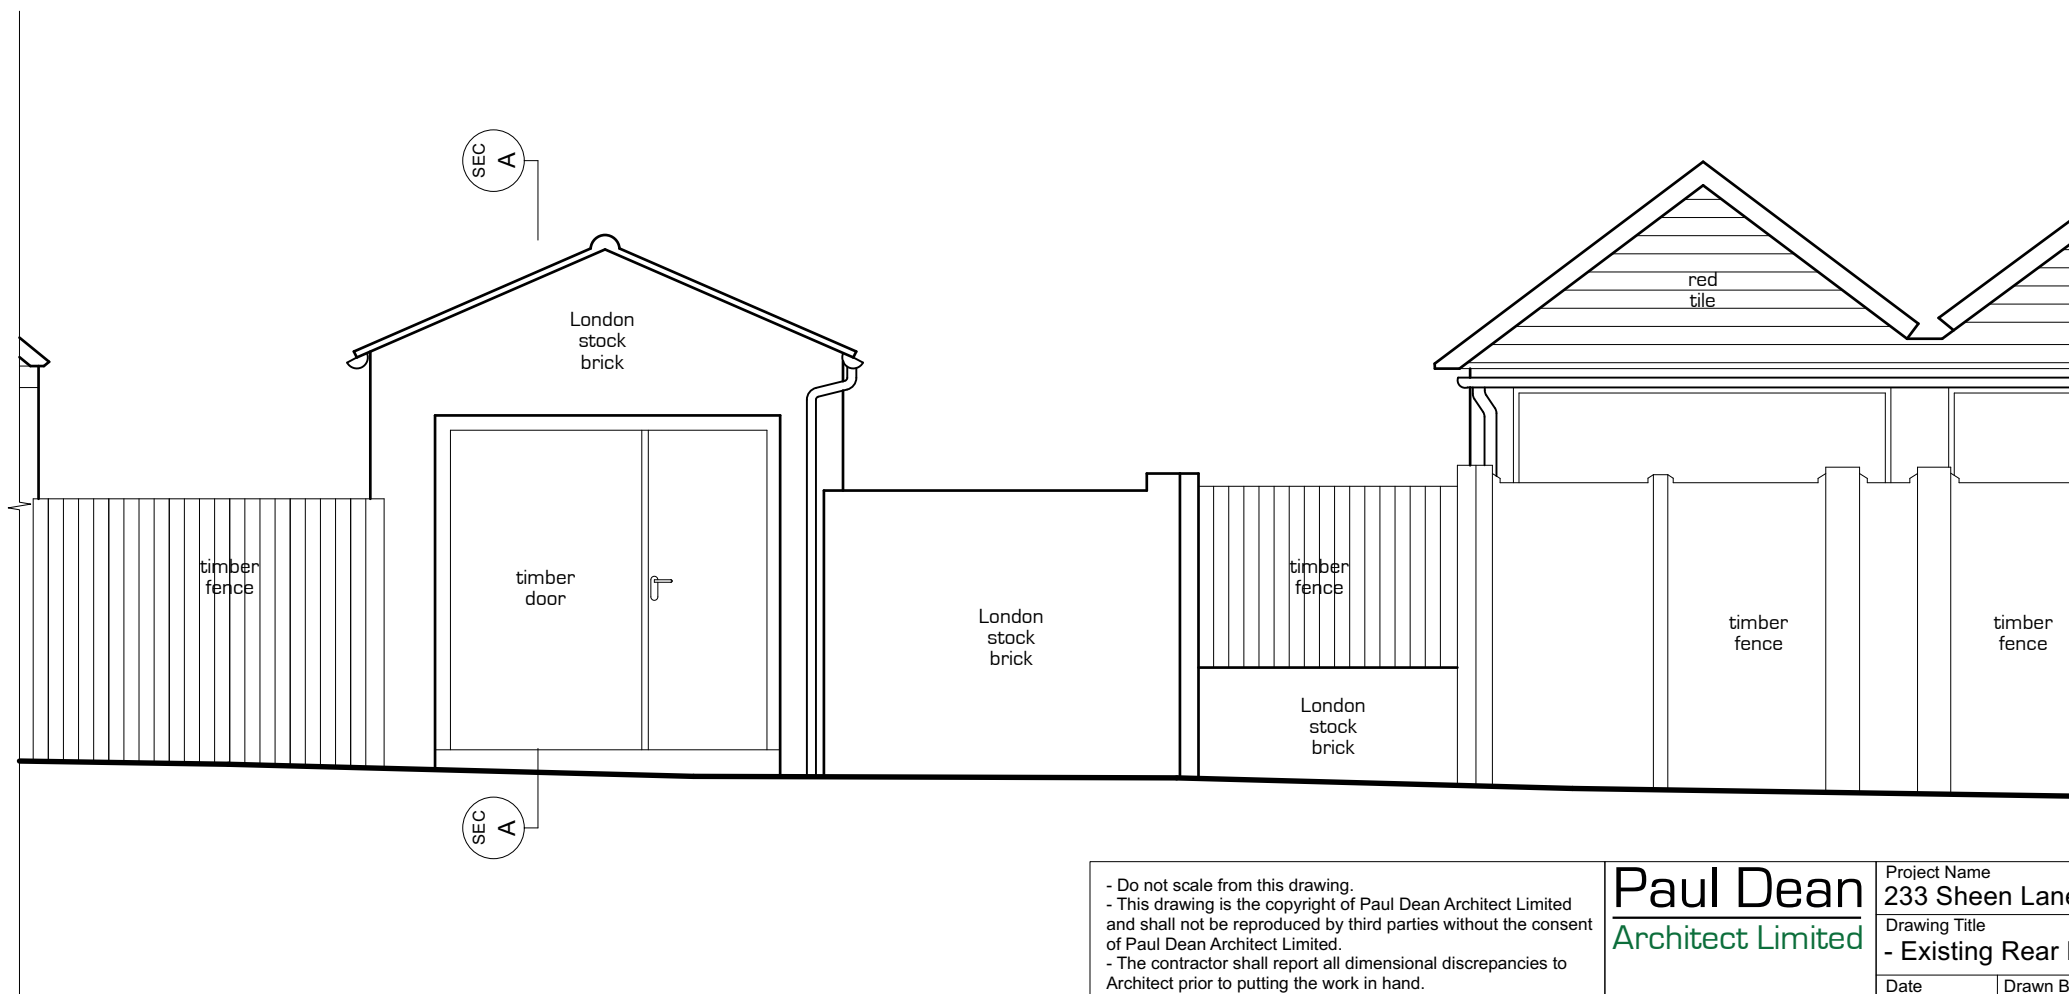 SEC
A
London
stock
brick
red
tile
timber
fence
timber
door
London
stock
brick
timber
fence
London
stock
brick
timber
fence
timber
fence
SEC
A
- Do not scale from this drawing.
- This drawing is the copyright of Paul Dean Architect Limited
and shall not be reproduced by third parties without the consent
of Paul Dean Architect Limited.
- The contractor shall report all dimensional discrepancies to
Architect prior to putting the work in hand.
Paul Dean
Architect Limited
Project Name
233 Sheen Lane
Drawing Title
- Existing Rear
Date
Drawn B